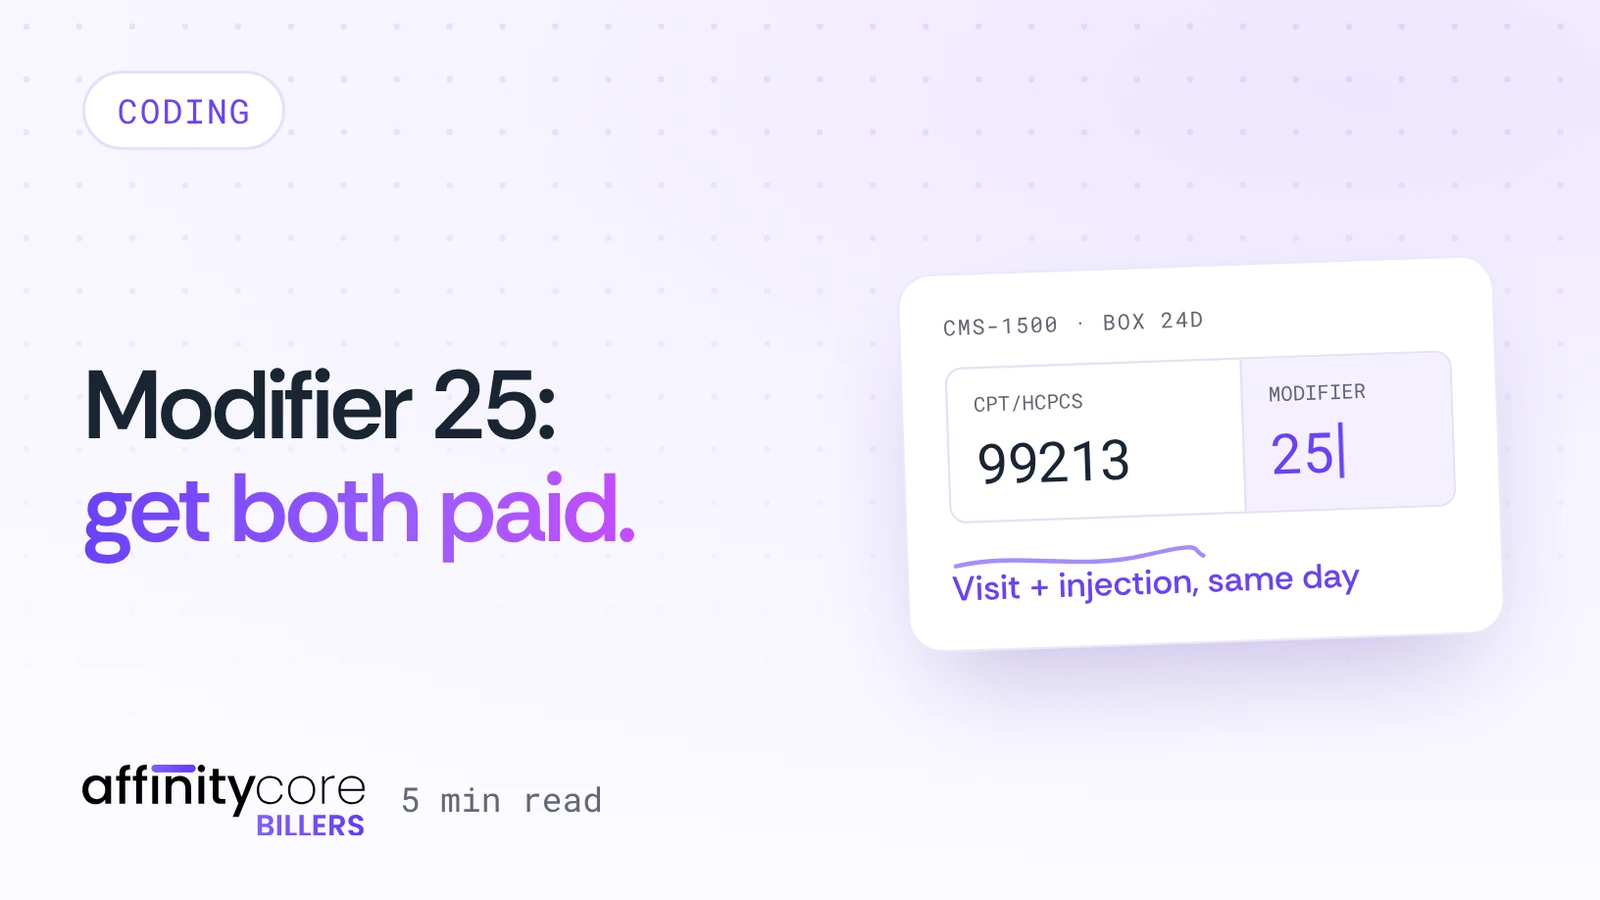 CODING
Modifier 25:
get both paid.
CMS-1500 · BOX 24D
CPT/HCPCS
99213
MODIFIER
25
Visit + injection, same day
affinitycore
BILLERS
5 min read